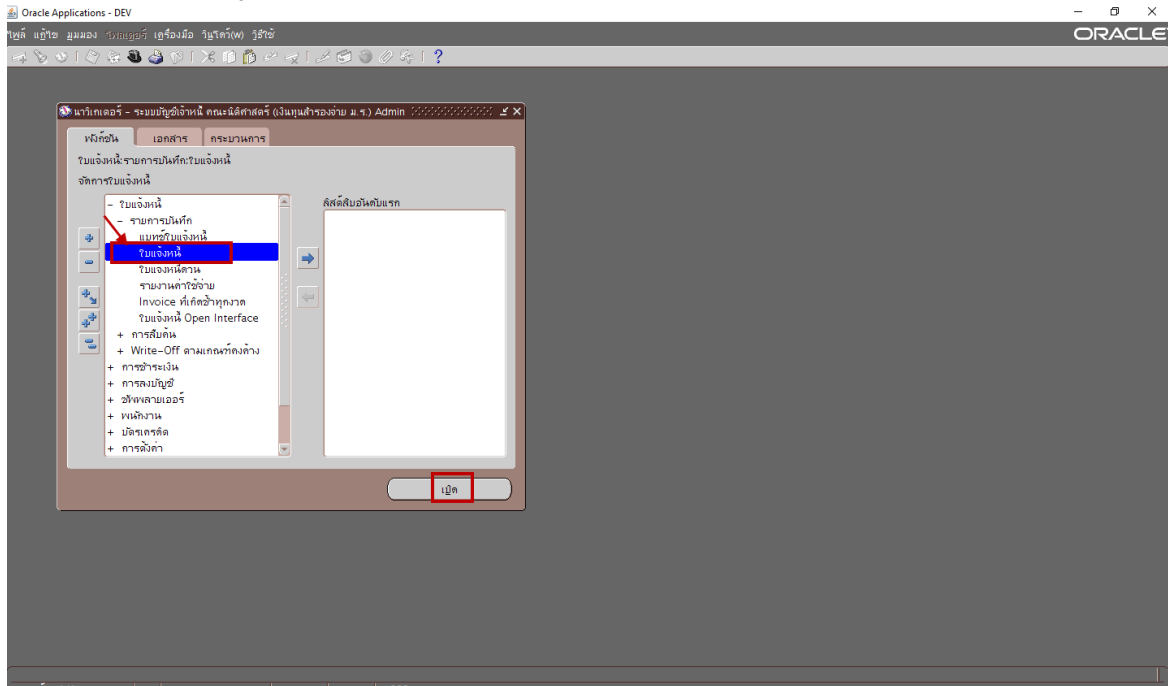 Oracle Applications - DEV
ไฟล์ แก้ไข มุมมอง โฟลเดอร์ เครื่องมือ วินโดว์(W) วิธีใช้
ORACLE
นาวิเกเตอร์ – ระบบบัญชีเจ้าหนี้ คณะนิติศาสตร์ (เงินทุนสำรองจ่าย ม.ร.) Admin
ฟังก์ชัน เอกสาร กระบวนการ
ใบแจ้งหนี้:รายการบันทึก:ใบแจ้งหนี้
จัดการใบแจ้งหนี้
– ใบแจ้งหนี้
– รายการบันทึก
แบทช์ใบแจ้งหนี้
ใบแจ้งหนี้
ใบแจ้งหนี้ด่วน
รายงานค่าใช้จ่าย
Invoice ที่เกิดซ้ำทุกงวด
ใบแจ้งหนี้ Open Interface
+ การสืบค้น
+ Write-Off ตามเกณฑ์คงค้าง
+ การชำระเงิน
+ การลงบัญชี
+ ซัพพลายเออร์
+ พนักงาน
+ บัตรเครดิต
+ การตั้งค่า
ลิสต์สิบอันดับแรก
เปิด